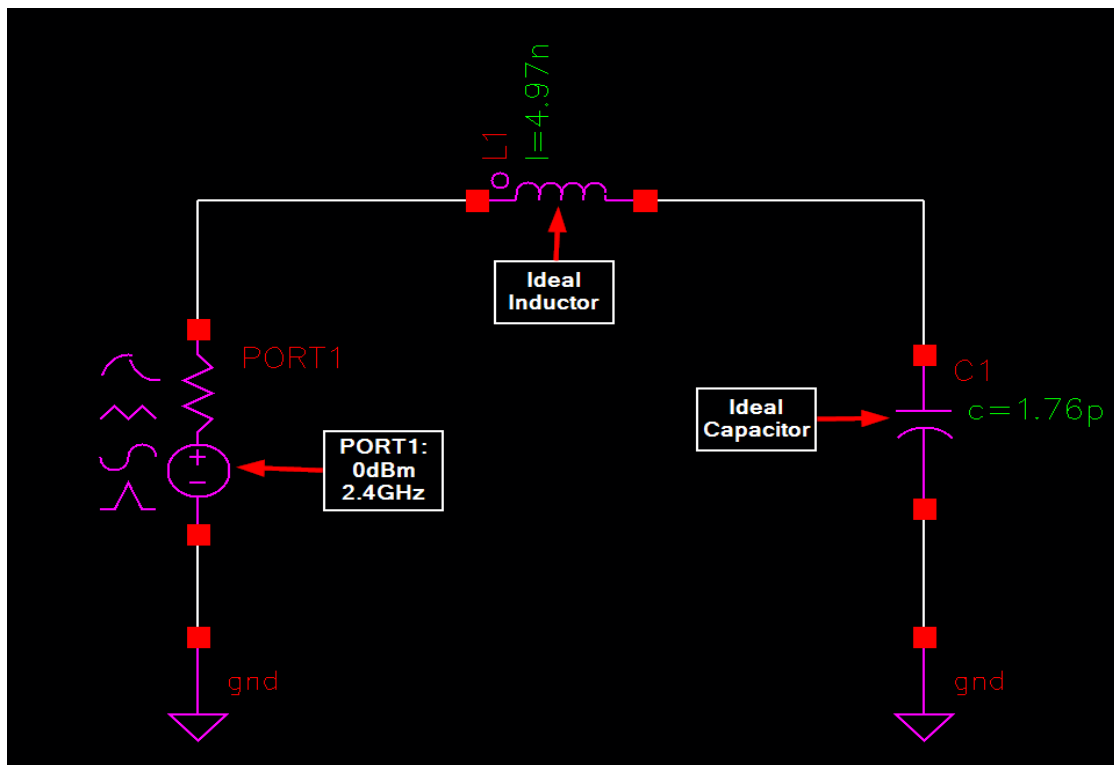 L1
l=4.97n
Ideal
Inductor
PORT1
PORT1:
0dBm
2.4GHz
Ideal
Capacitor
C1
c=1.76p
gnd
gnd